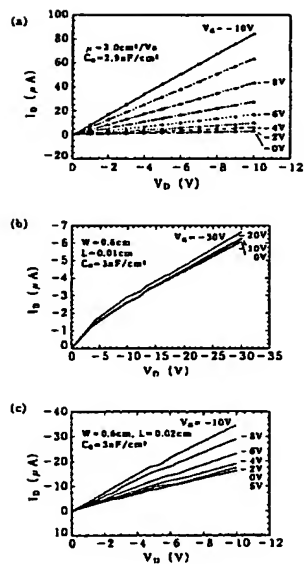 (a)
I_D (μA)
100
80
60
40
20
0
-20
μ=2.0cm²/Vs
C₀=2.9nF/cm²
V_G=-10V
-8V
-6V
-4V
-2V
-0V
0 -2 -4 -6 -8 -10 -12
V_D (V)
(b)
I_D (μA)
-7
-6
-5
-4
-3
-2
-1
0
W=0.6cm
L=0.01cm
C₀=3nF/cm²
V_G=-30V
-20V
10V
0V
0 -5 -10 -15 -20 -25 -30 -35
V_D (V)
(c)
I_D (μA)
-40
-30
-20
-10
0
10
V_G=-10V
W=0.6cm, L=0.02cm
C₀=3nF/cm²
-8V
6V
4V
-2V
0V
5V
0 -2 -4 -6 -8 -10 -12
V_D (V)